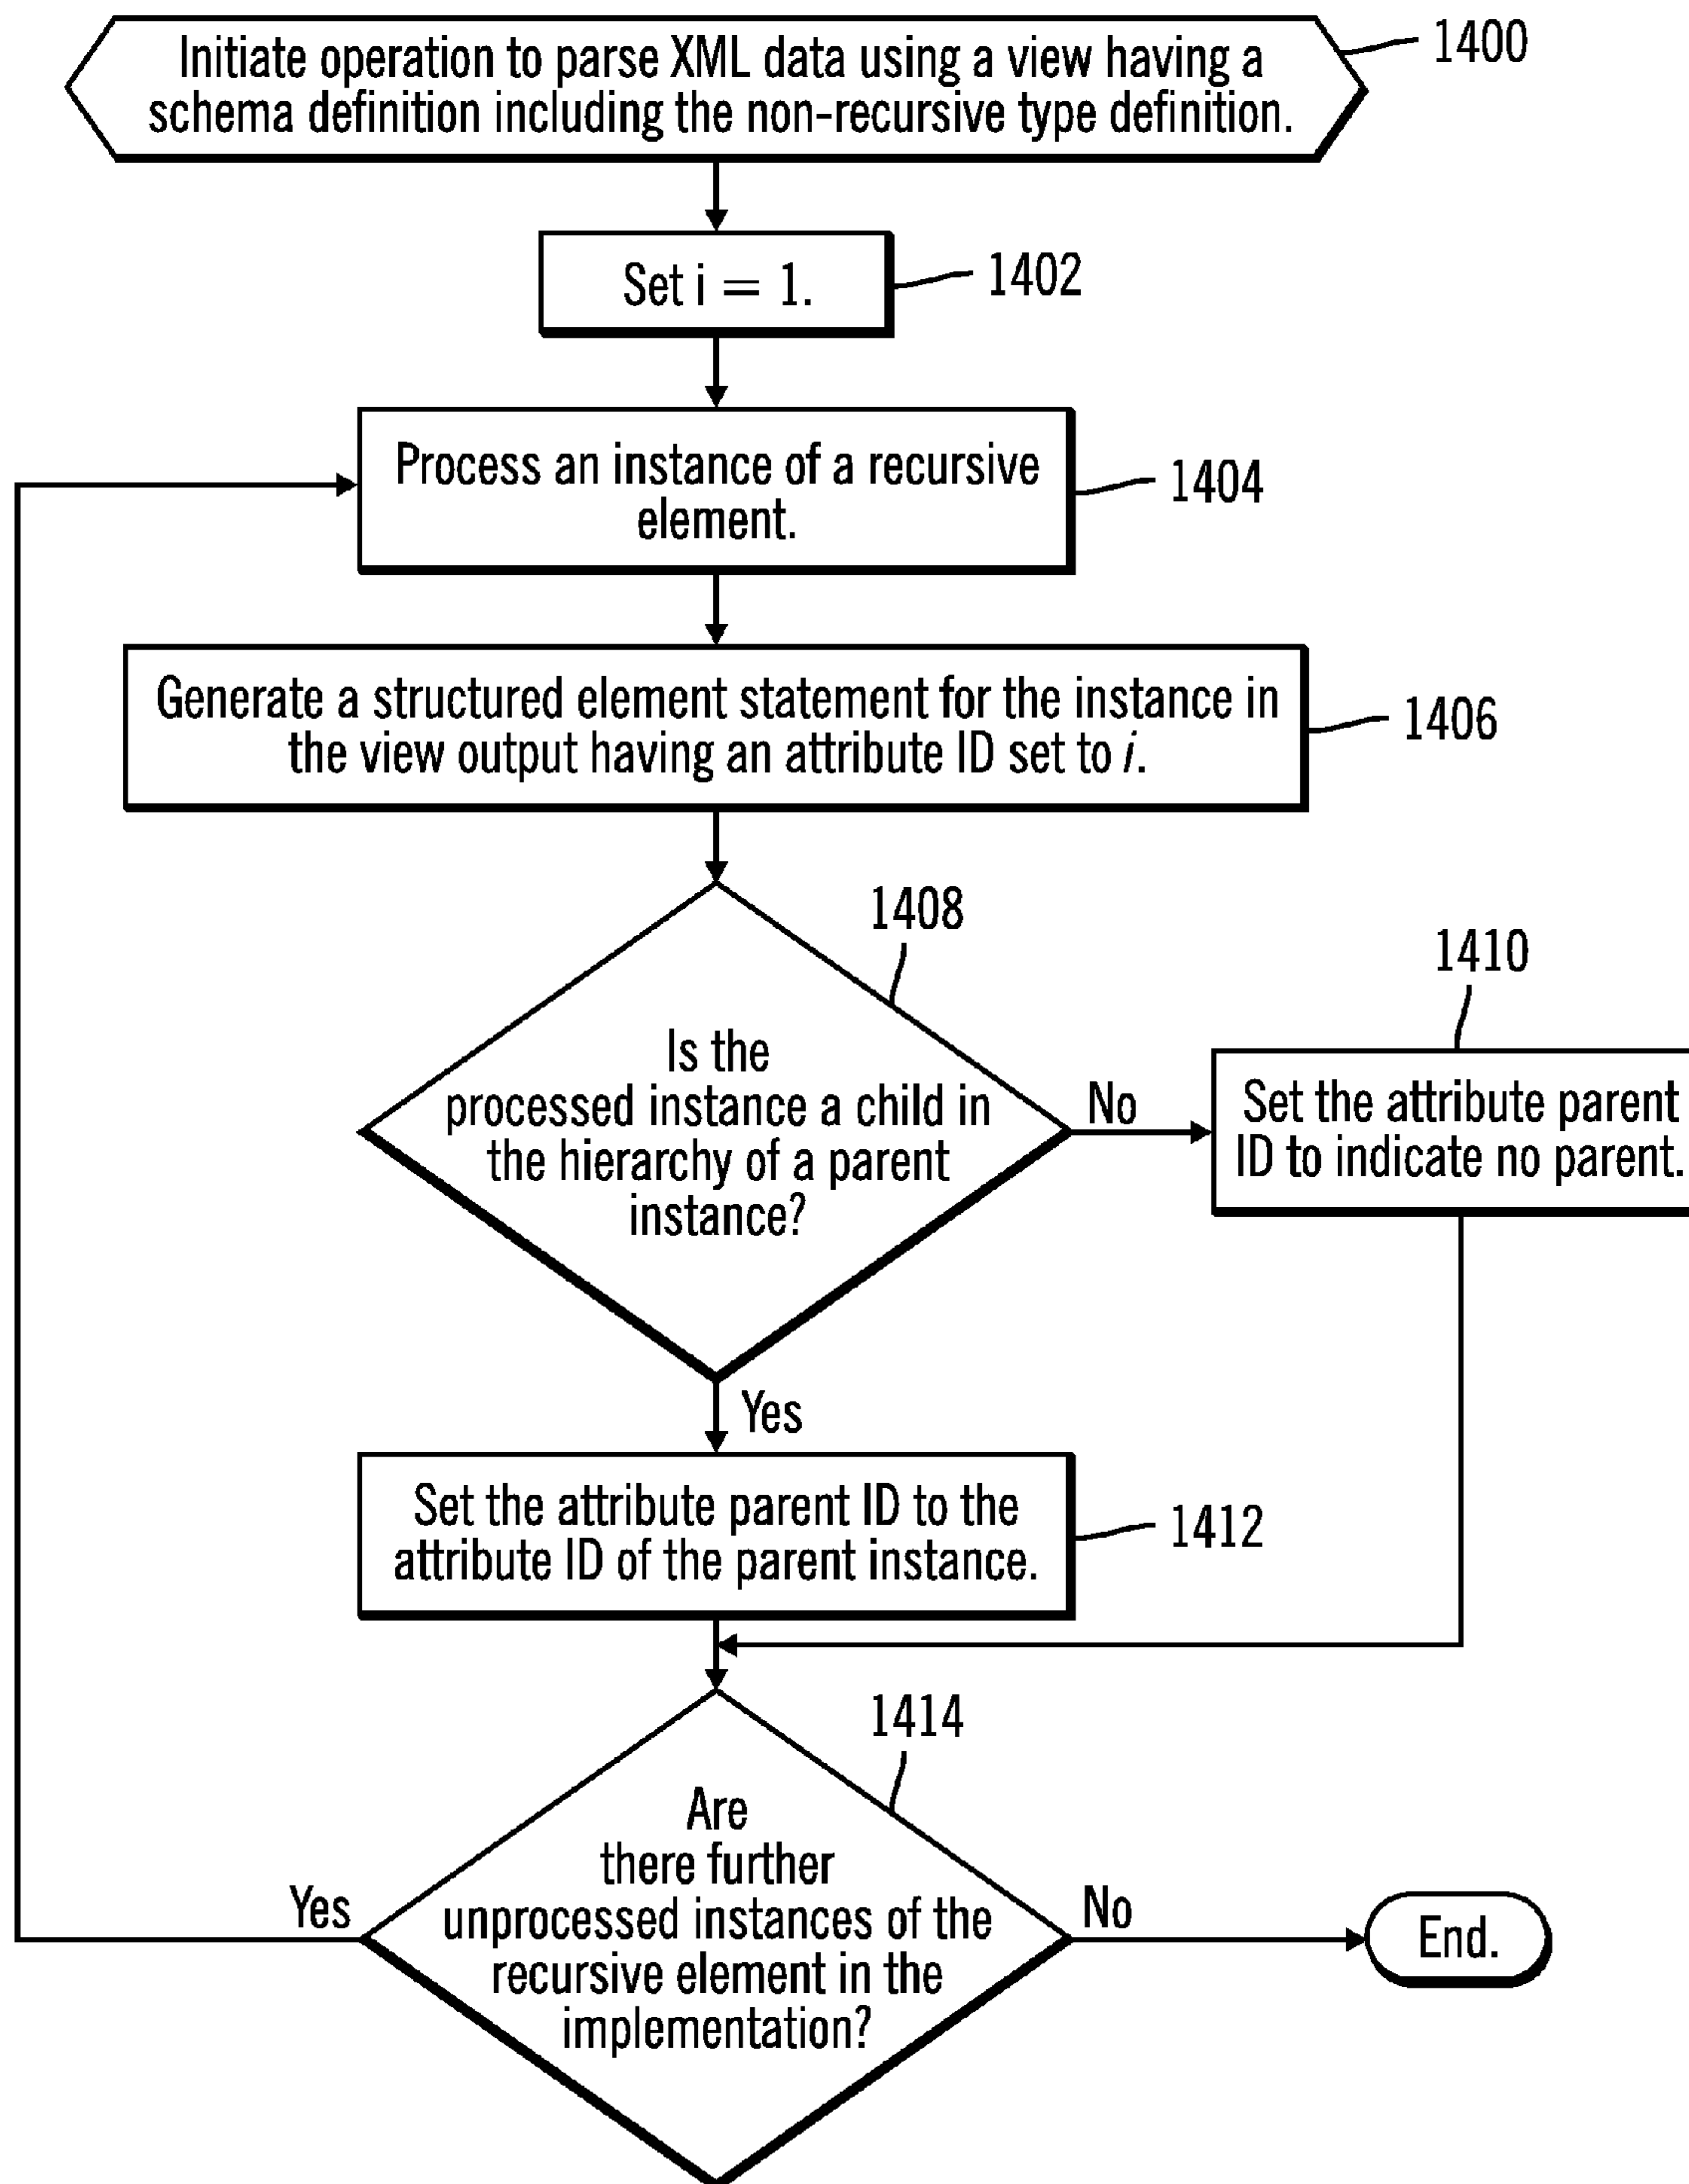 Initiate operation to parse XML data using a view having a
schema definition including the non-recursive type definition.
1400
Set i = 1.
1402
Process an instance of a recursive
element.
1404
Generate a structured element statement for the instance in
the view output having an attribute ID set to i.
1406
1408
Is the
processed instance a child in
the hierarchy of a parent
instance?
No
1410
Set the attribute parent
ID to indicate no parent.
Yes
Set the attribute parent ID to the
attribute ID of the parent instance.
1412
1414
Are
there further
unprocessed instances of the
recursive element in the
implementation?
Yes
No
End.